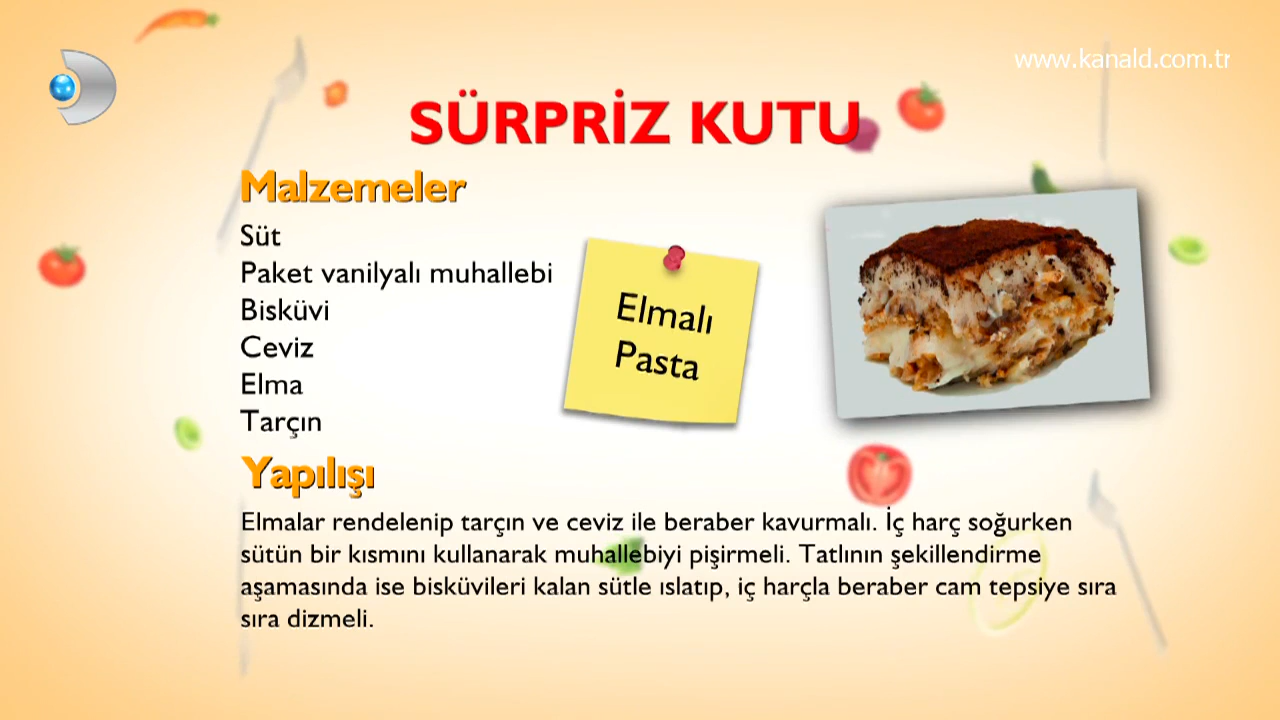 www.kanald.com.tr
SÜRPRİZ KUTU
Malzemeler
Süt
Paket vanilyalı muhallebi
Bisküvi
Ceviz
Elma
Tarçın
Elmalı
Pasta
Yapılışı
Elmalar rendelenip tarçın ve ceviz ile beraber kavurmalı. İç harç soğurken
sütün bir kısmını kullanarak muhallebiyi pişirmeli. Tatlının şekillendirme
aşamasında ise bisküvileri kalan sütle ıslatıp, iç harçla beraber cam tepsiye sıra
sıra dizmeli.